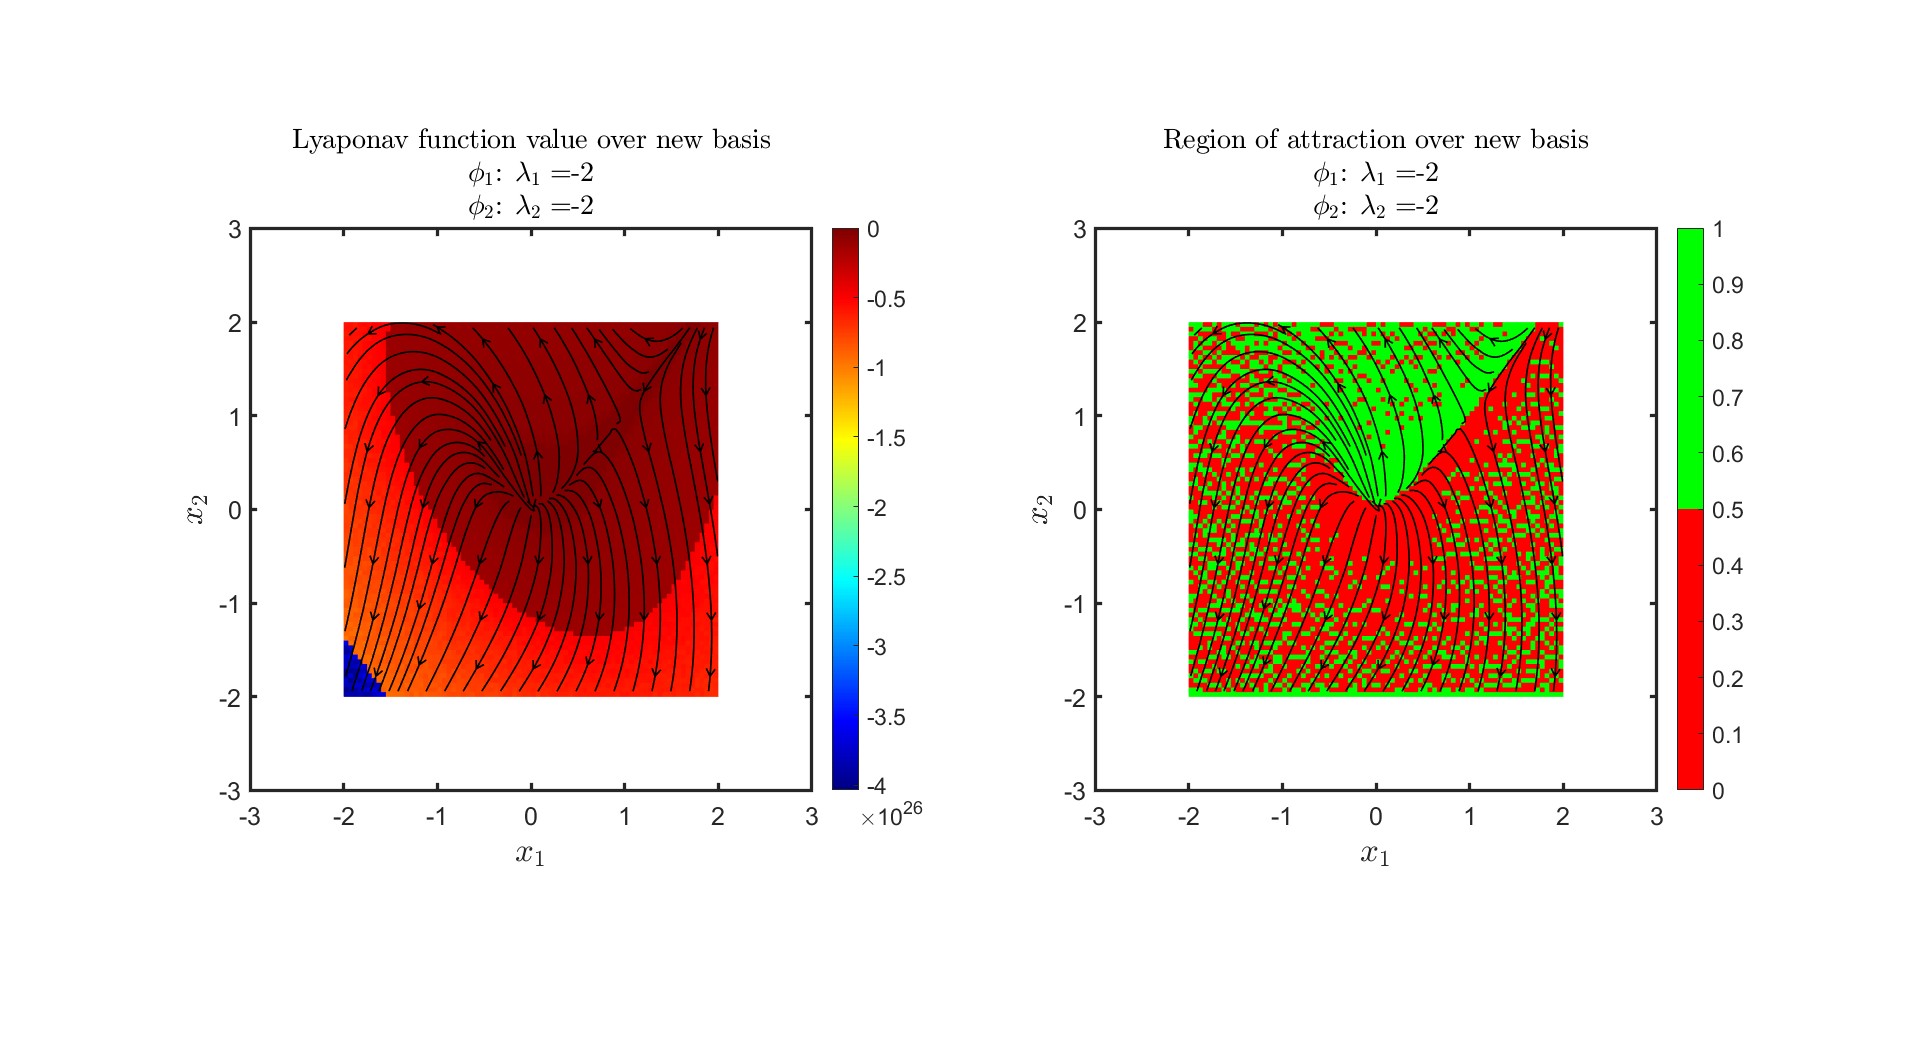 Lyaponav function value over new basis
ϕ₁: λ₁ =-2
ϕ₂: λ₂ =-2
3
2
1
0
-1
-2
-3
x₂
-3 -2 -1 0 1 2 3
x₁
0
-0.5
-1
-1.5
-2
-2.5
-3
-3.5
-4
×10²⁶
Region of attraction over new basis
ϕ₁: λ₁ =-2
ϕ₂: λ₂ =-2
3
2
1
0
-1
-2
-3
x₂
-3 -2 -1 0 1 2 3
x₁
1
0.9
0.8
0.7
0.6
0.5
0.4
0.3
0.2
0.1
0